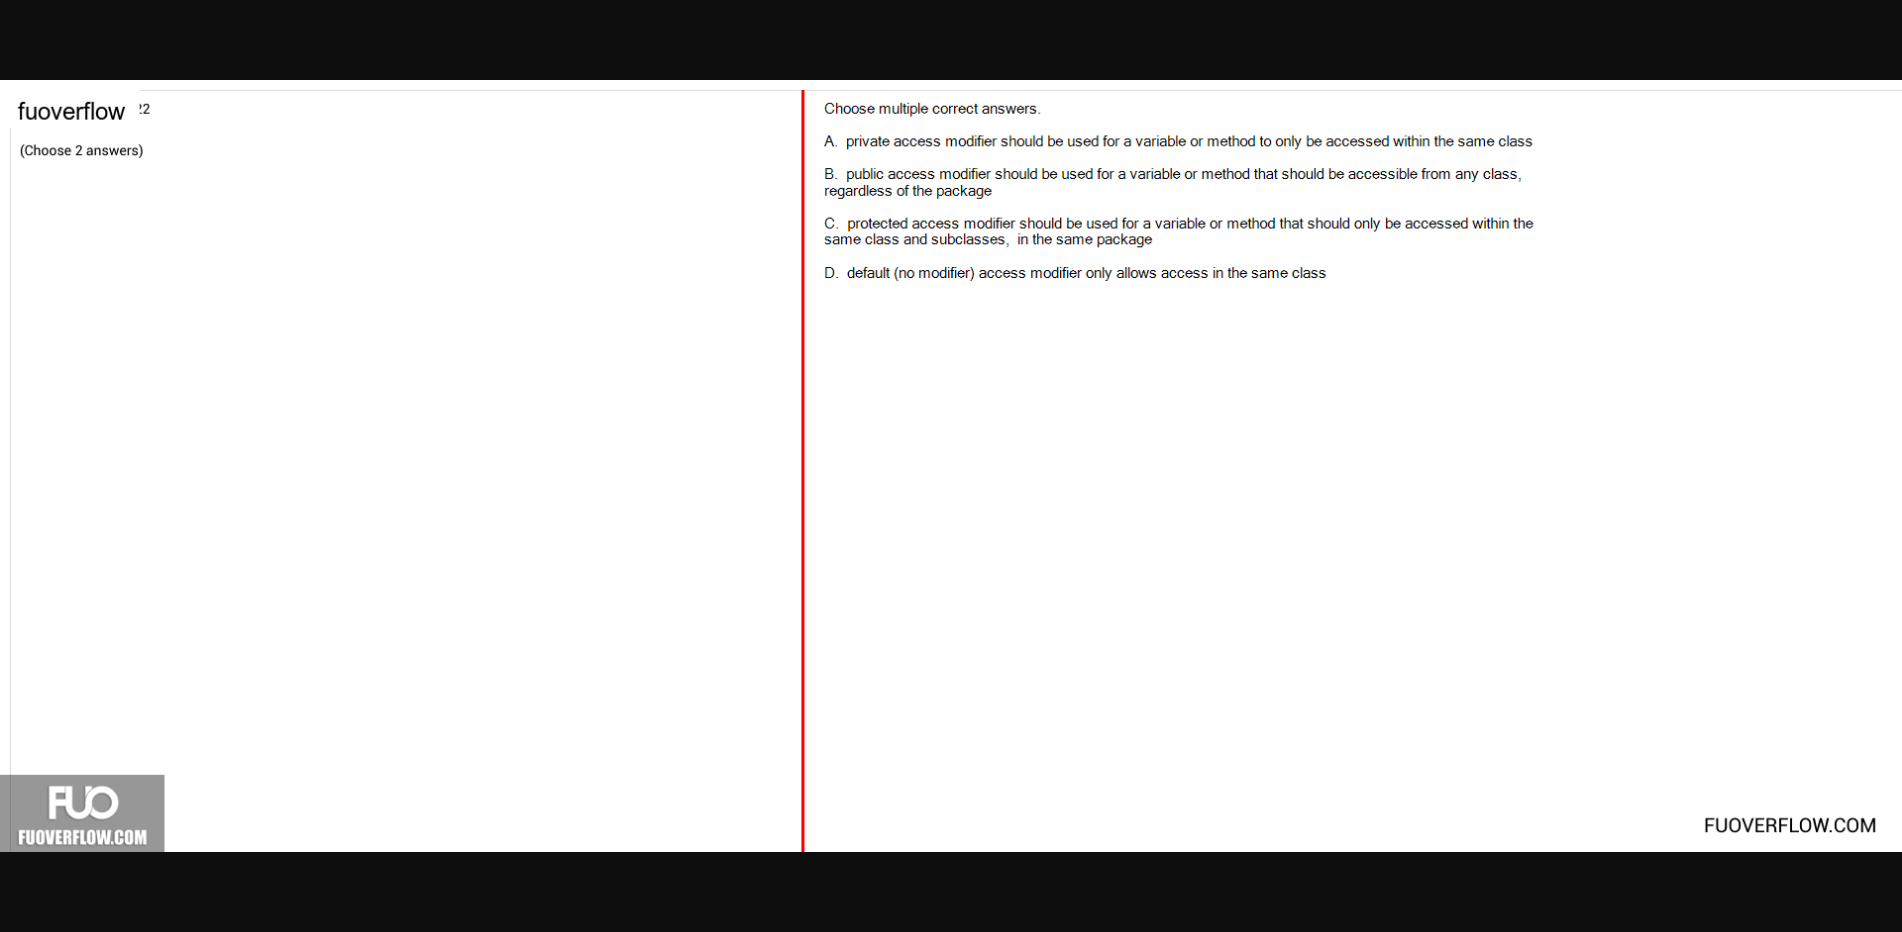 fuoverflow
22
(Choose 2 answers)
Choose multiple correct answers.
A. private access modifier should be used for a variable or method to only be accessed within the same class
B. public access modifier should be used for a variable or method that should be accessible from any class,
regardless of the package
C. protected access modifier should be used for a variable or method that should only be accessed within the
same class and subclasses, in the same package
D. default (no modifier) access modifier only allows access in the same class
FUO
FUOVERFLOW.COM
FUOVERFLOW.COM